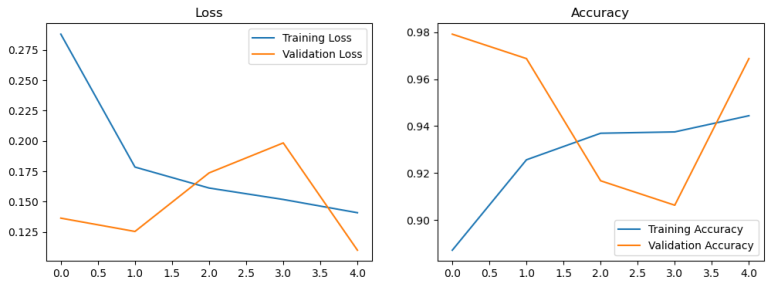 Loss
Training Loss
Validation Loss
0.275
0.250
0.225
0.200
0.175
0.150
0.125
0.0 0.5 1.0 1.5 2.0 2.5 3.0 3.5 4.0
Accuracy
0.98
0.96
0.94
0.92
0.90
Training Accuracy
Validation Accuracy
0.0 0.5 1.0 1.5 2.0 2.5 3.0 3.5 4.0